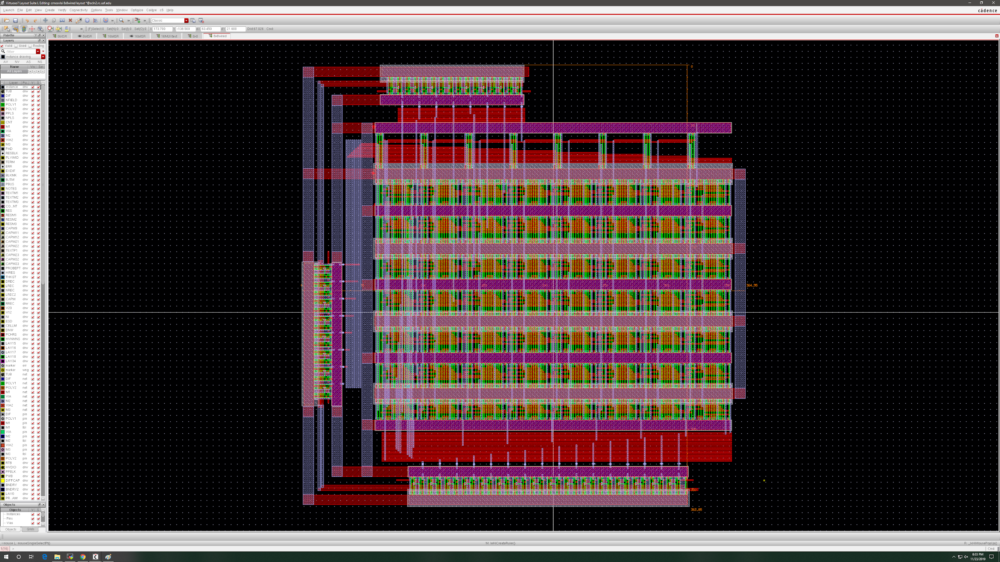 Virtuoso? Layout Suite L Editing: cmosvlsi 8x8wired layout *@scln2.rc.usf.edu
Launch File Edit View Create Verify Connectivity Options Tools Window Optimize Calibre c5 Help
cādence
Classic
(F)Select:0 Sel(N):0 Sel(I):0 Sel(O):0 X 173.700 Y -138.500 dX 63.450 dY 21.600 Dist:67.026 Cmd:
Palette
8bitSR 8bitSR 16bitSR 16bitSR 16MUXtest 8x8 8x8wired
Layers
Valid Used Routing
Filter
instance drawing
AV NV AS NS
Name Vis Sel
All Layers + - + -
Layer Pu... V S
instance drw
TUB drw
DIF drw
NFIELD drw
POLY1 drw
POLY2 drw
PPLS drw
NPLS drw
CNT drw
M1 drw
VIA drw
M2 drw
VIA2 drw
M3 drw
PAD drw
RESBLK drw
PLYIMID drw
TERM drw
ERR drw
EXDIF drw
BLKMK drw
BJTM drw
PBUS drw
NOTES drw
TEXTM1 drw
TEXTM2 drw
TEXTM3 drw
CO...NT drw
RES drw
RESM1 drw
RESM2 drw
RESM3 drw
CAPM9 drw
CAPM11 drw
CAPM12 drw
CAPM21 drw
CAPM22 drw
TEXTP1 drw
CAPM23 drw
CAPM32 drw
CAPM33 drw
PROBEPT drw
HIRES drw
THKGT drw
DREC drw
LREC drw
NREC drw
LREC2 drw
CAPM drw
RREC drw
V20 drw
V12 drw
NI drw
ESD drw
CELLM drw
DNW drw
PCHRS drw
HVNMNS drw
LAY15 drw
LAY16 drw
LAY17 drw
LAY18 drw
LAY34 drw
marker err
marker wng
TUB net
DIF net
POLY1 net
POLY2 net
M1 net
VIA net
M2 net
VIA2 net
M3 net
DIF pin
POLY1 pin
M1 pin
M1 lbl
VIA pin
M2 pin
M2 lbl
VIA2 pin
M3 pin
M3 lbl
POLY2 pin
RTB drw
HVDIO drw
PPBLK drw
PWB drw
DIFFCAP drw
BNDRY drw
BNDRY2 drw
LAY0 drw
PR...AM drw
0
364.95
350
363.85
Objects
Objects V S
Instances
Pins
Vias
Objects Grids
mouse L: mouseSingleSelectPt() M: leHiCreateRuler() R: _lxHiMousePopUp()
1(16) > Cmd:
6:33 PM
11/23/2019